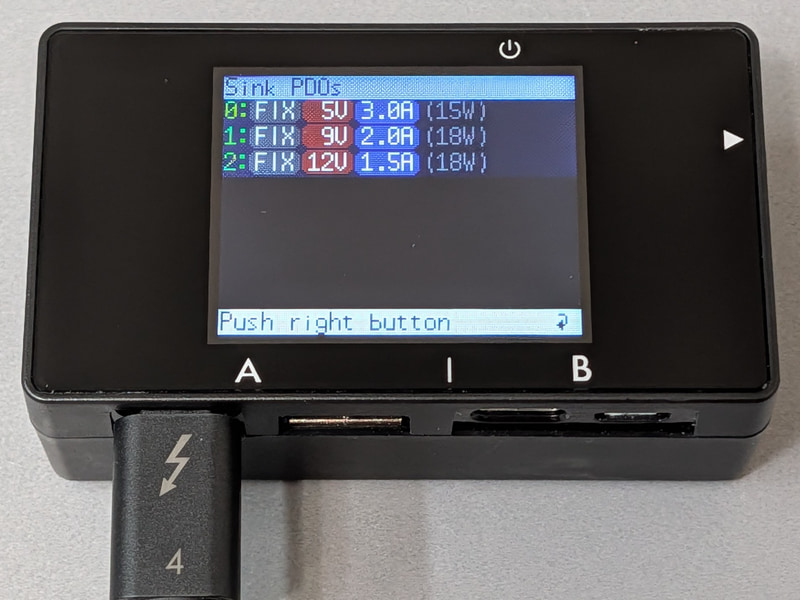 Sink PDOs
0: FIX 5V 3.0A (15W)
1: FIX 9V 2.0A (18W)
2: FIX 12V 1.5A (18W)
Push right button
A | B
4